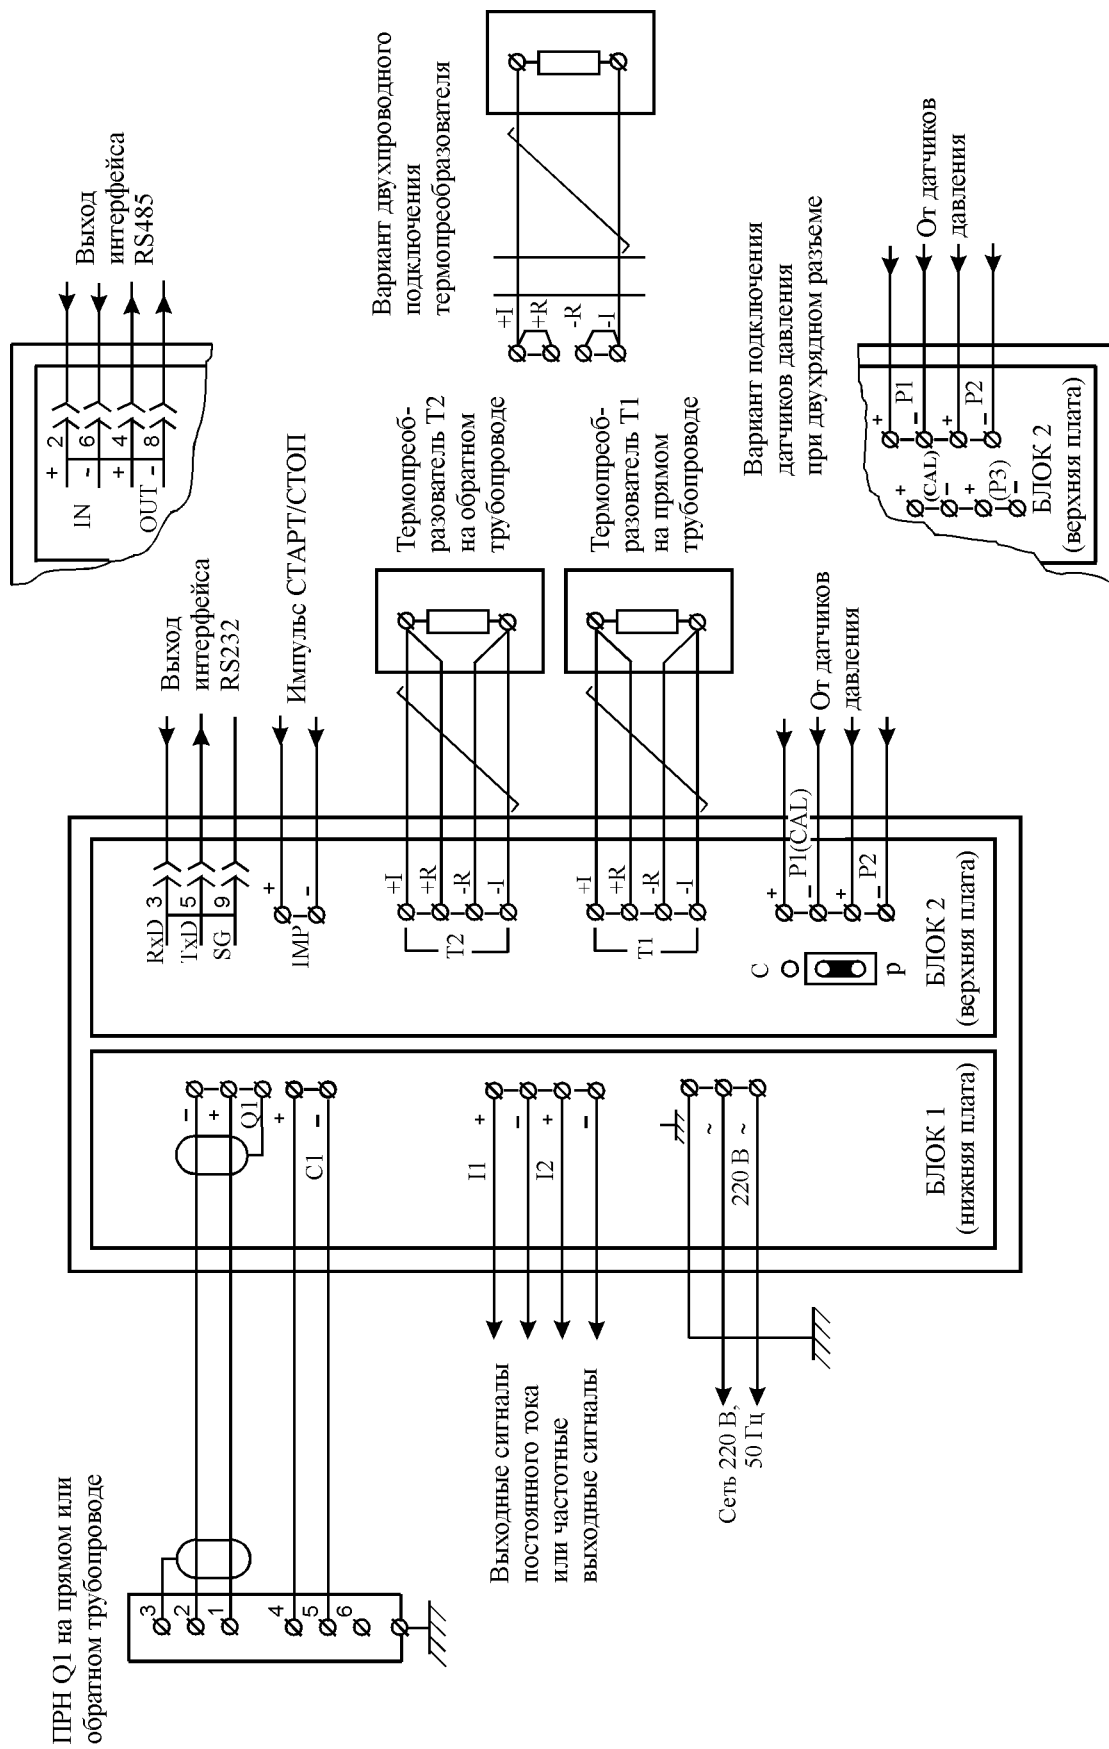 ПРН Q1 на прямом или
обратном трубопроводе
3
2
1
4
5
6
Выходные сигналы
постоянного тока
или частотные
выходные сигналы
Сеть 220 В,
50 Гц
-
+
Q1
+
C1
-
I1
+
-
I2
+
-
~
220 В
~
БЛОК 1
(нижняя плата)
RxD 3
TxD 5
SG 9
Выход
интерфейса
RS232
IMP
+
-
Импульс СТАРТ/СТОП
T2
+I
+R
-R
-I
Термопреоб-
разователь Т2
на обратном
трубопроводе
T1
+I
+R
-R
-I
Термопреоб-
разователь Т1
на прямом
трубопроводе
C
p
+
P1(CAL)
-
+
P2
-
От датчиков
давления
БЛОК 2
(верхняя плата)
IN
+ 2
- 6
OUT
+ 4
- 8
Выход
интерфейса
RS485
Вариант двухпроводного
подключения
термопреобразователя
+I
+R
-R
-I
Вариант подключения
датчиков давления
при двухрядном разъеме
+
(CAL)
-
+
(P3)
-
+
P1
-
+
P2
-
От датчиков
давления
БЛОК 2
(верхняя плата)